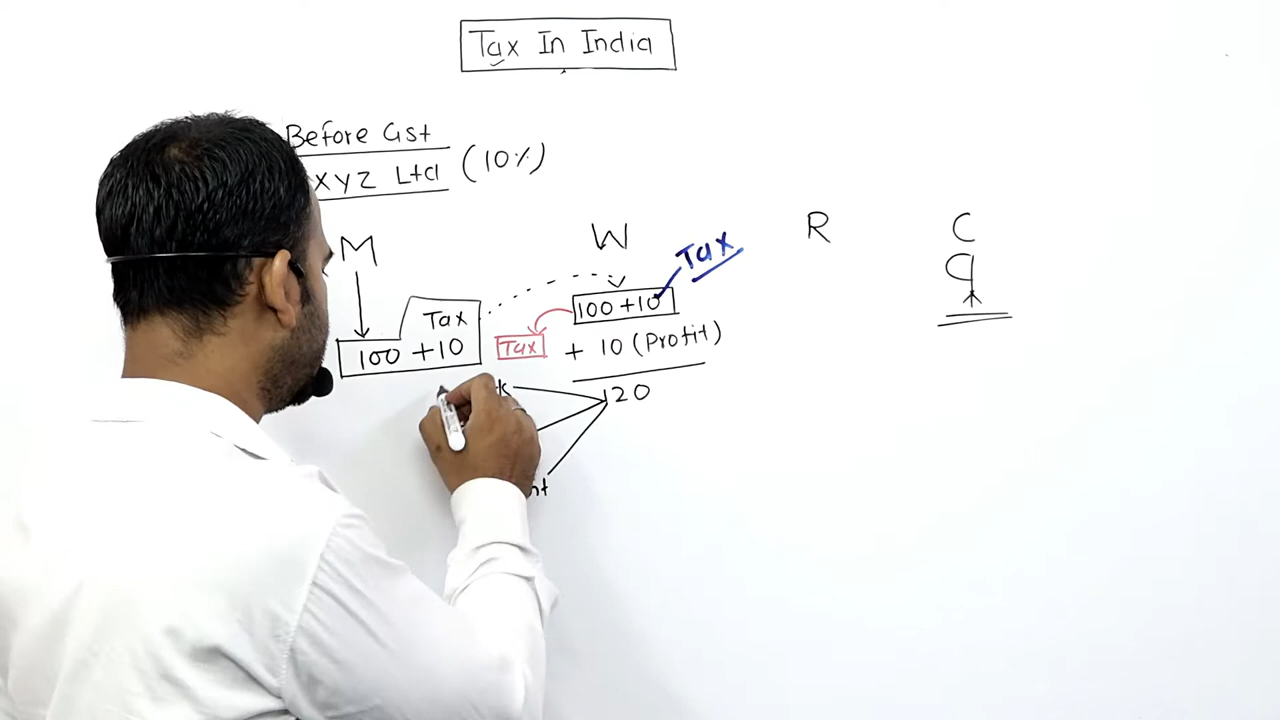 Tax In India
Before Gst
XYZ Ltd (10%)
M
W
R
C
Tax
Tax
100 +10
100 +10
Tax
+ 10 (Profit)
120